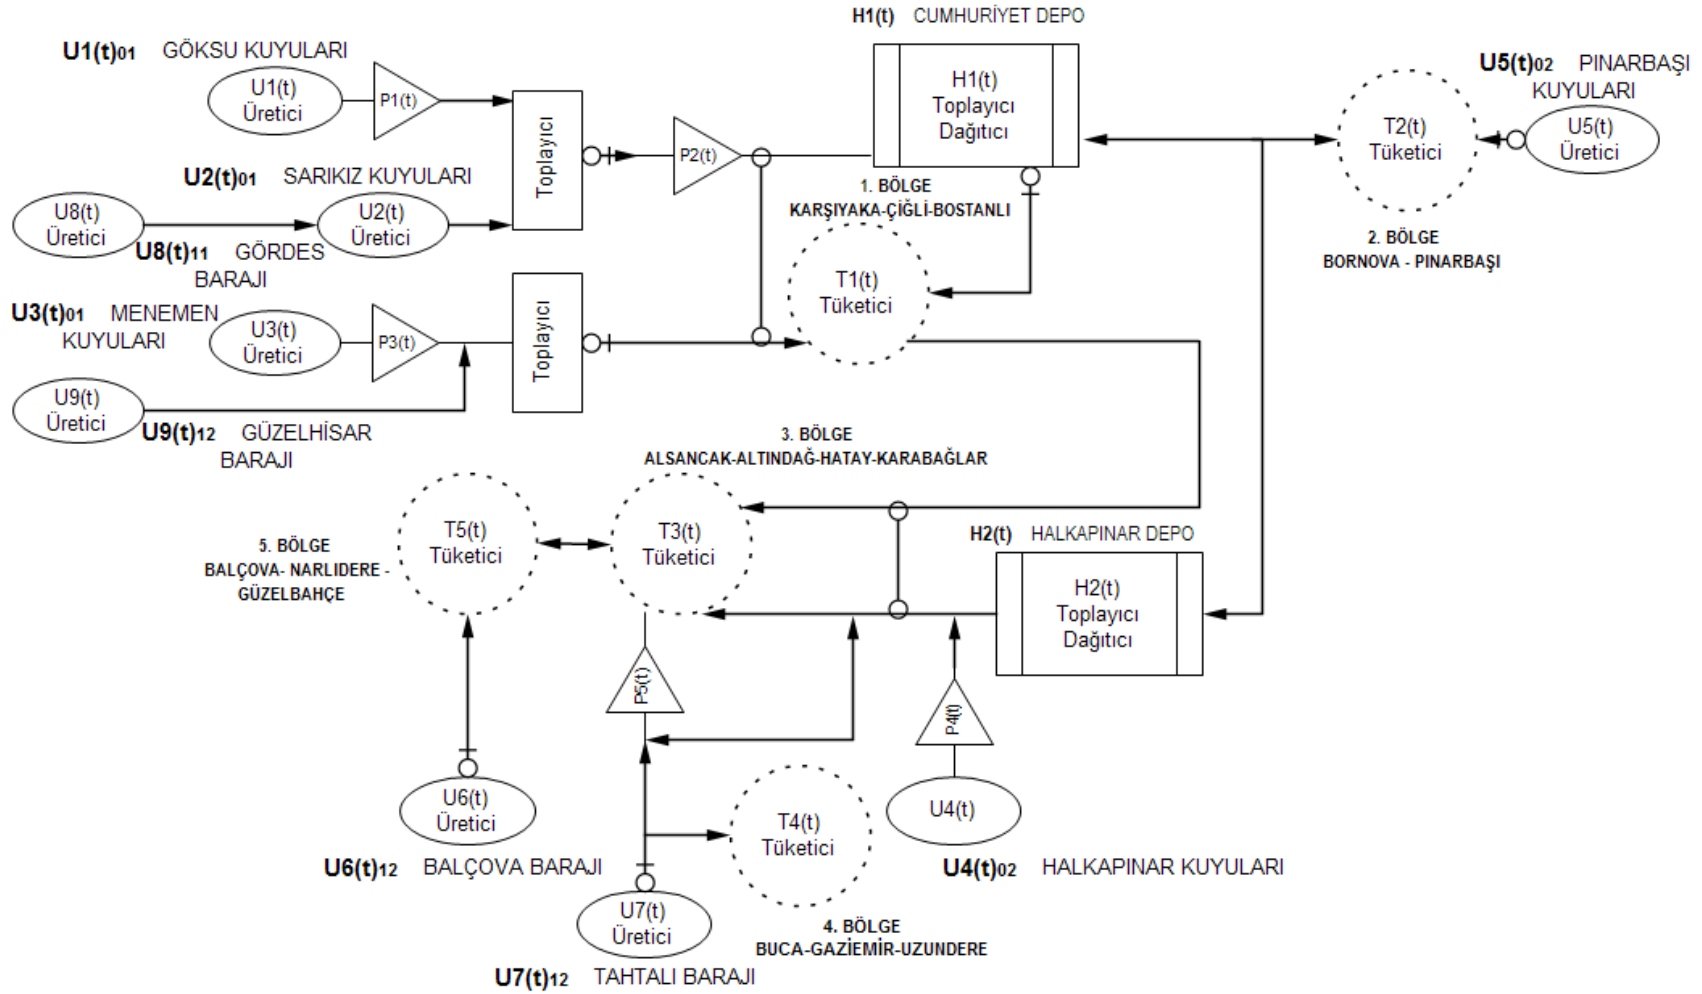 H1(t) CUMHURİYET DEPO
U1(t)01 GÖKSU KUYULARI
U1(t)
Üretici
P1(t)
Toplayıcı
P2(t)
H1(t)
Toplayıcı
Dağıtıcı
U5(t)02 PINARBAŞI
KUYULARI
T2(t)
Tüketici
U5(t)
Üretici
U2(t)01 SARIKIZ KUYULARI
U8(t)
Üretici
U2(t)
Üretici
U8(t)11 GÖRDES
BARAJI
1. BÖLGE
KARŞIYAKA-ÇİĞLİ-BOSTANLI
2. BÖLGE
BORNOVA - PINARBAŞI
T1(t)
Tüketici
U3(t)01 MENEMEN
KUYULARI
U3(t)
Üretici
P3(t)
Toplayıcı
U9(t)
Üretici
U9(t)12 GÜZELHİSAR
BARAJI
3. BÖLGE
ALSANCAK-ALTINDAĞ-HATAY-KARABAĞLAR
T5(t)
Tüketici
T3(t)
Tüketici
5. BÖLGE
BALÇOVA- NARLIDERE -
GÜZELBAHÇE
H2(t) HALKAPINAR DEPO
H2(t)
Toplayıcı
Dağıtıcı
P5(t)
P4(t)
U6(t)
Üretici
U6(t)12 BALÇOVA BARAJI
T4(t)
Tüketici
U4(t)
U4(t)02 HALKAPINAR KUYULARI
U7(t)
Üretici
4. BÖLGE
BUCA-GAZİEMİR-UZUNDERE
U7(t)12 TAHTALI BARAJI